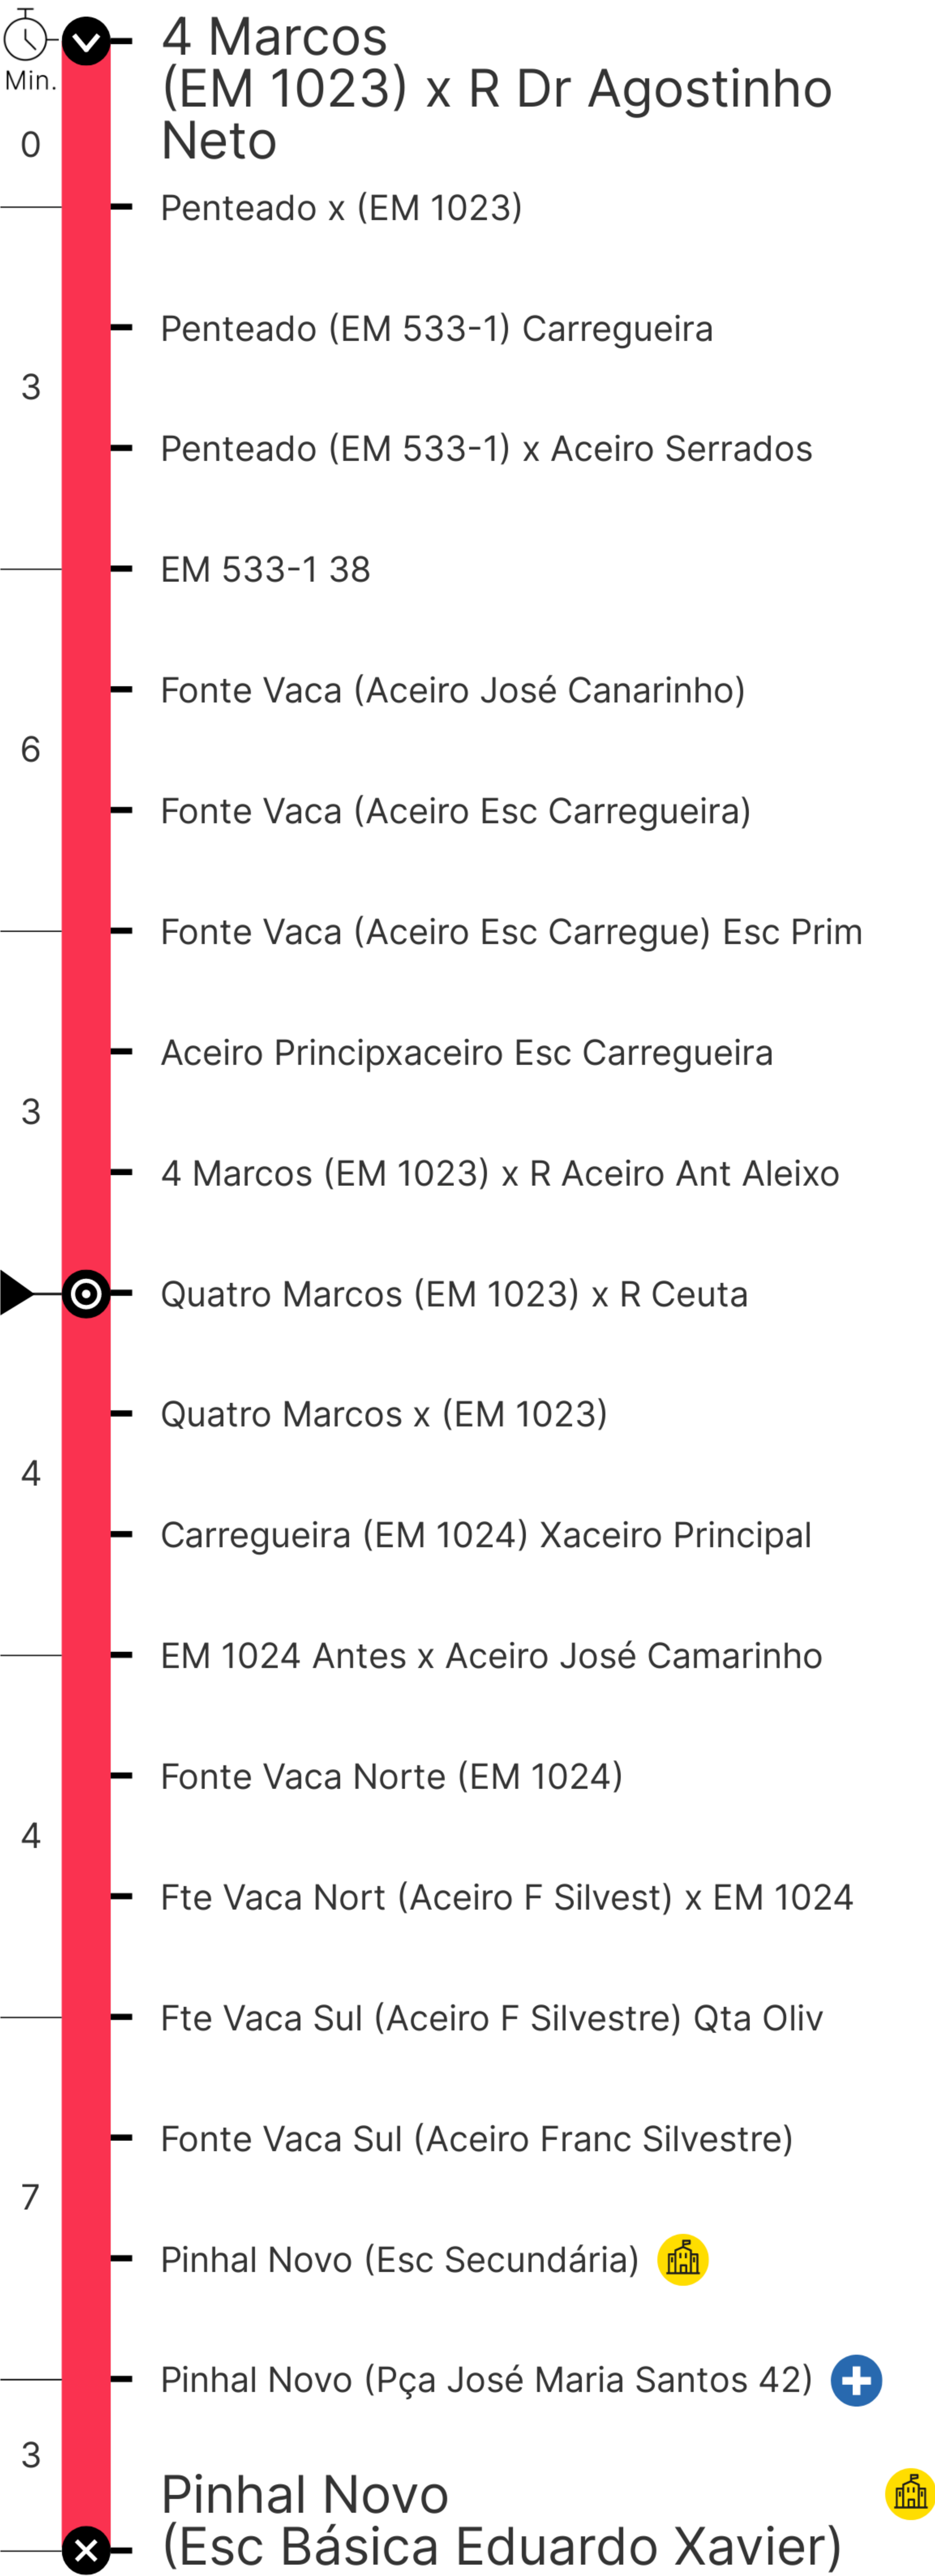 4 Marcos
Min.
(EM 1023) x R Dr Agostinho
0
Neto
Penteado x (EM 1023)
Penteado (EM 533-1) Carregueira
3
Penteado (EM 533-1) x Aceiro Serrados
EM 533-1 38
Fonte Vaca (Aceiro José Canarinho)
6
Fonte Vaca (Aceiro Esc Carregueira)
Fonte Vaca (Aceiro Esc Carregue) Esc Prim
Aceiro Principxaceiro Esc Carregueira
3
4 Marcos (EM 1023) x R Aceiro Ant Aleixo
Quatro Marcos (EM 1023) x R Ceuta
Quatro Marcos x (EM 1023)
4
Carregueira (EM 1024) Xaceiro Principal
EM 1024 Antes x Aceiro José Camarinho
Fonte Vaca Norte (EM 1024)
4
Fte Vaca Nort (Aceiro F Silvest) x EM 1024
Fte Vaca Sul (Aceiro F Silvestre) Qta Oliv
Fonte Vaca Sul (Aceiro Franc Silvestre)
7
Pinhal Novo (Esc Secundária)
Pinhal Novo (Pça José Maria Santos 42)
3
Pinhal Novo
(Esc Básica Eduardo Xavier)